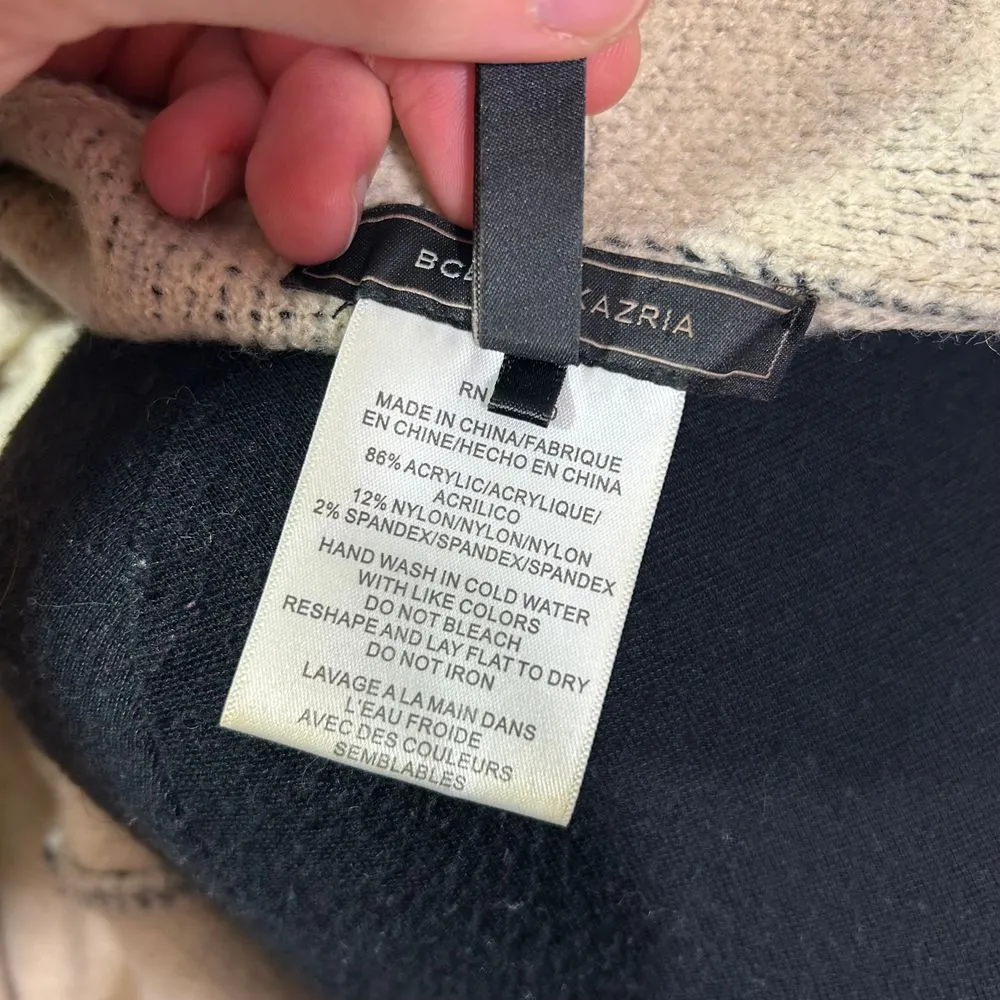 BC KAZRIA
RN
MADE IN CHINA/FABRIQUE
EN CHINE/HECHO EN CHINA
86% ACRYLIC/ACRYLIQUE/
ACRILICO
12% NYLON/NYLON/NYLON
2% SPANDEX/SPANDEX/SPANDEX
HAND WASH IN COLD WATER
WITH LIKE COLORS
DO NOT BLEACH
RESHAPE AND LAY FLAT TO DRY
DO NOT IRON
LAVAGE A LA MAIN DANS
L'EAU FROIDE
AVEC DES COULEURS
SEMBLABLES